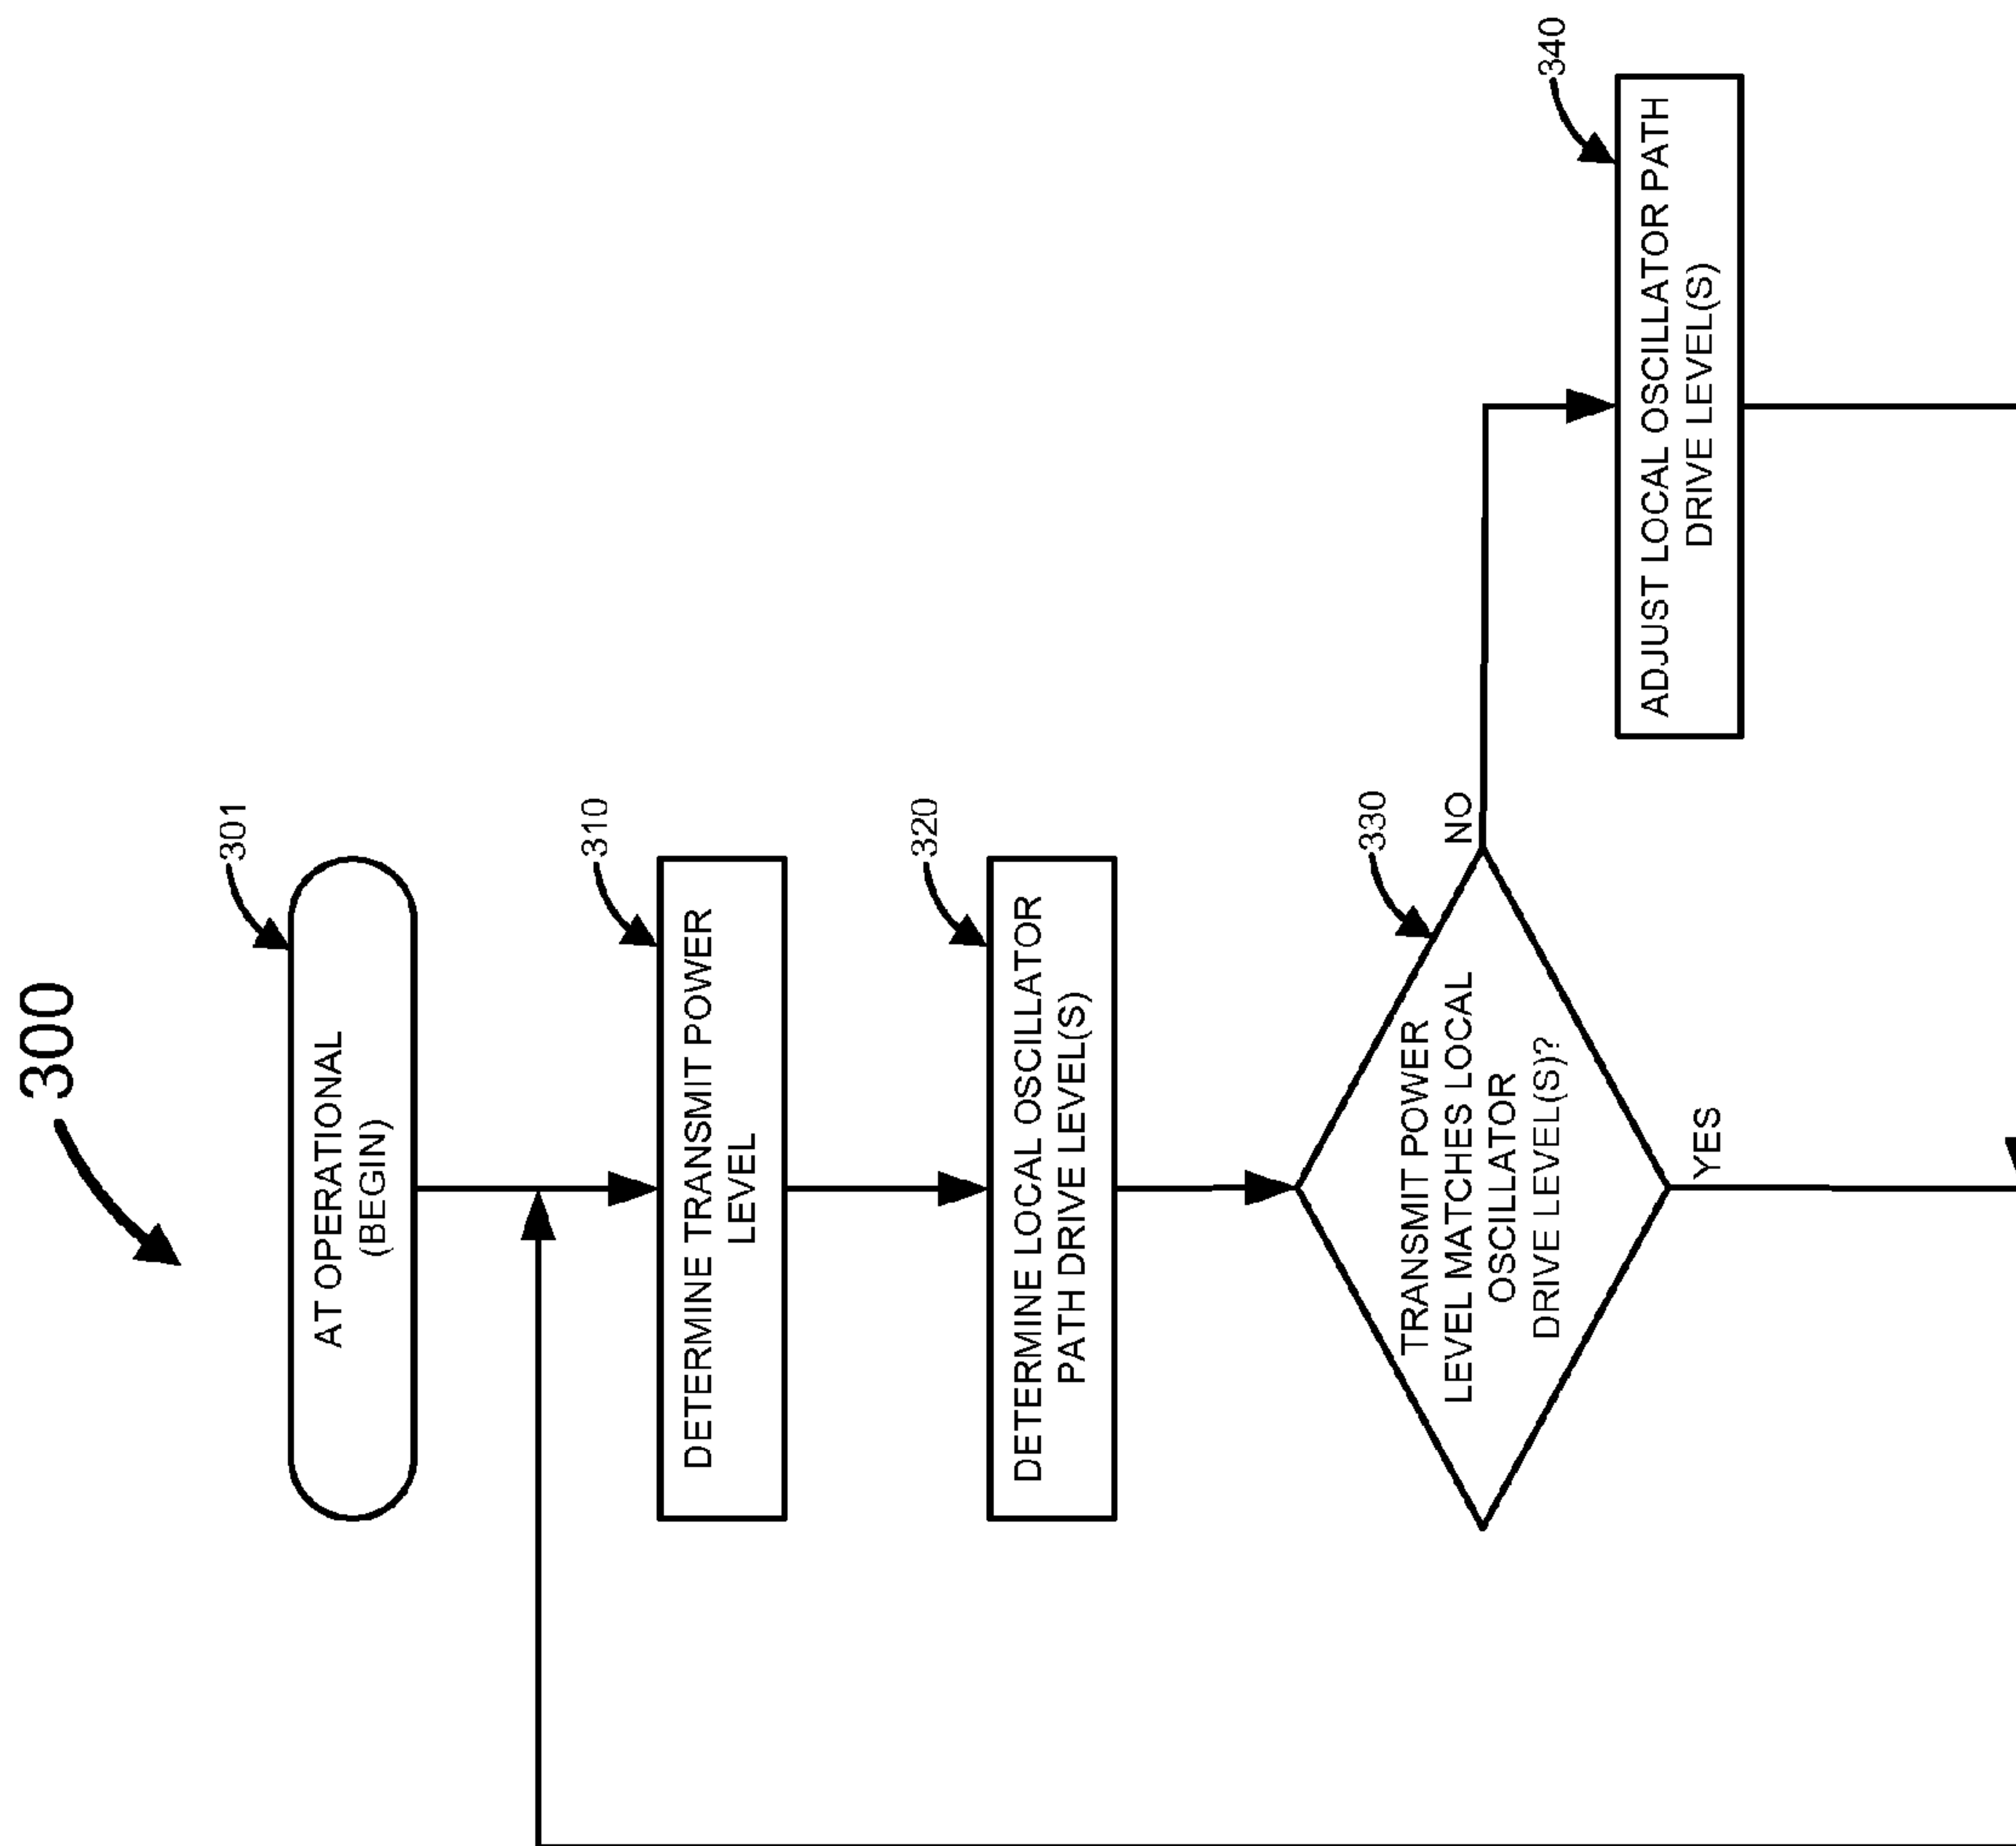 300
301
AT OPERATIONAL
(BEGIN)
310
DETERMINE TRANSMIT POWER
LEVEL
320
DETERMINE LOCAL OSCILLATOR
PATH DRIVE LEVEL(S)
330
TRANSMIT POWER
LEVEL MATCHES LOCAL
OSCILLATOR
DRIVE LEVEL(S)?
NO
YES
340
ADJUST LOCAL OSCILLATOR PATH
DRIVE LEVEL(S)